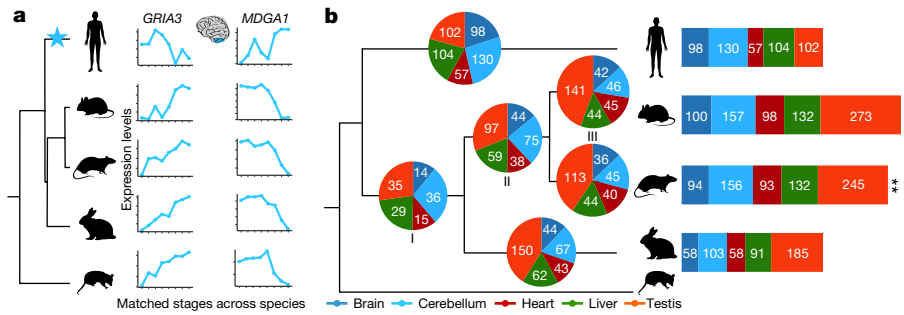 a
GRIA3 MDGA1
Expression levels
Matched stages across species
b
98
130
57
104
102
14
36
15
29
35
I
44
75
38
59
97
II
42
46
45
44
141
III
36
45
40
44
113
44
67
43
62
150
98 130 57 104 102
100 157 98 132 273
94 156 93 132 245 **
58 103 58 91 185
Brain Cerebellum Heart Liver Testis